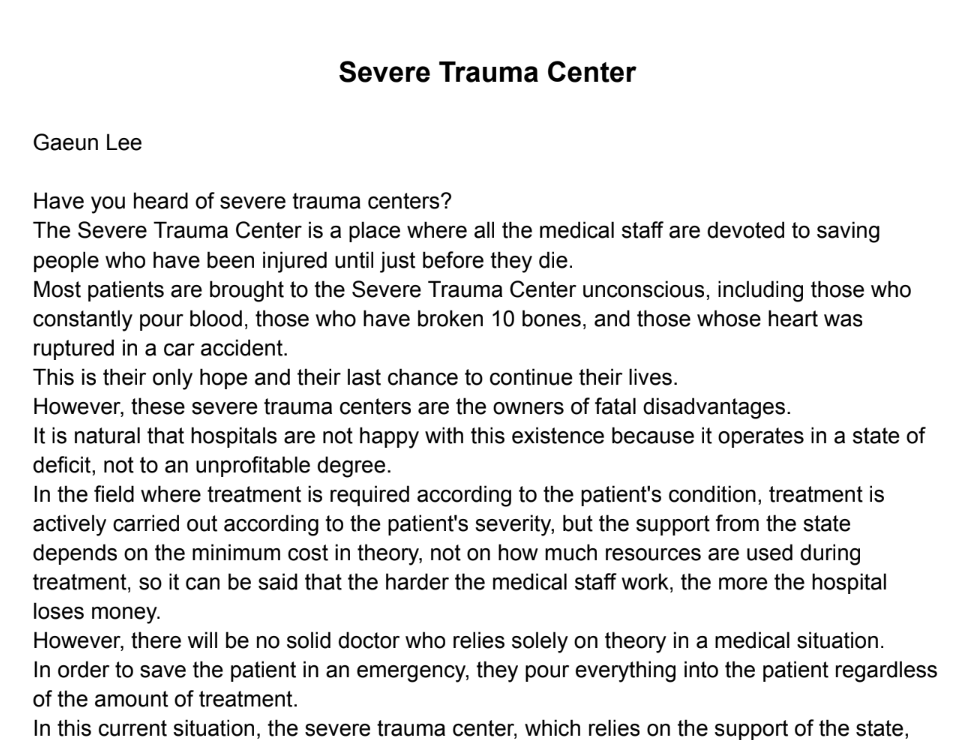 Severe Trauma Center
Gaeun Lee
Have you heard of severe trauma centers?
The Severe Trauma Center is a place where all the medical staff are devoted to saving
people who have been injured until just before they die.
Most patients are brought to the Severe Trauma Center unconscious, including those who
constantly pour blood, those who have broken 10 bones, and those whose heart was
ruptured in a car accident.
This is their only hope and their last chance to continue their lives.
However, these severe trauma centers are the owners of fatal disadvantages.
It is natural that hospitals are not happy with this existence because it operates in a state of
deficit, not to an unprofitable degree.
In the field where treatment is required according to the patient's condition, treatment is
actively carried out according to the patient's severity, but the support from the state
depends on the minimum cost in theory, not on how much resources are used during
treatment, so it can be said that the harder the medical staff work, the more the hospital
loses money.
However, there will be no solid doctor who relies solely on theory in a medical situation.
In order to save the patient in an emergency, they pour everything into the patient regardless
of the amount of treatment.
In this current situation, the severe trauma center, which relies on the support of the state,